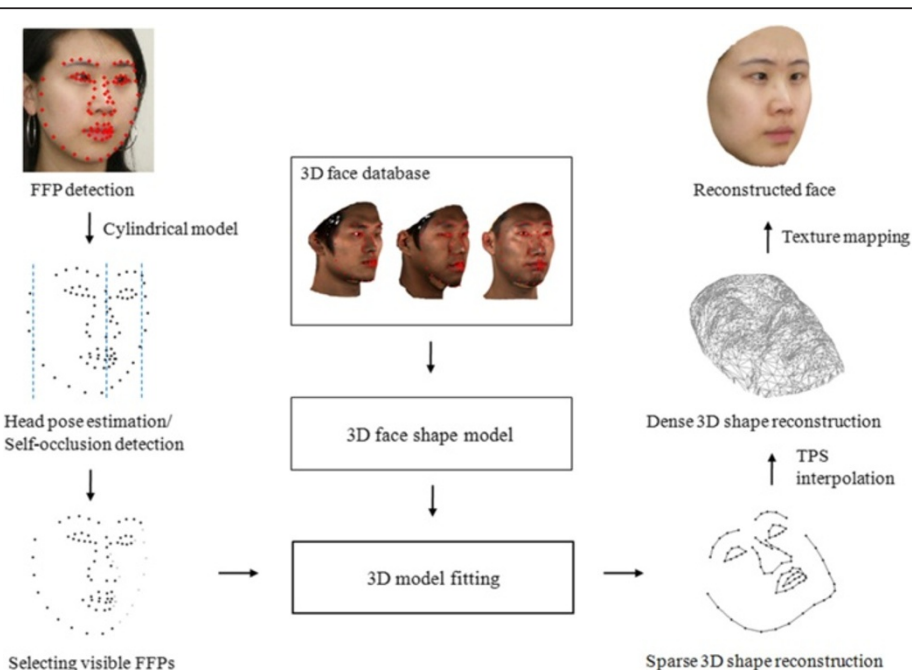 FFP detection
Cylindrical model
Head pose estimation/
Self-occlusion detection
Selecting visible FFPs
3D face database
3D face shape model
3D model fitting
Reconstructed face
Texture mapping
Dense 3D shape reconstruction
TPS
interpolation
Sparse 3D shape reconstruction